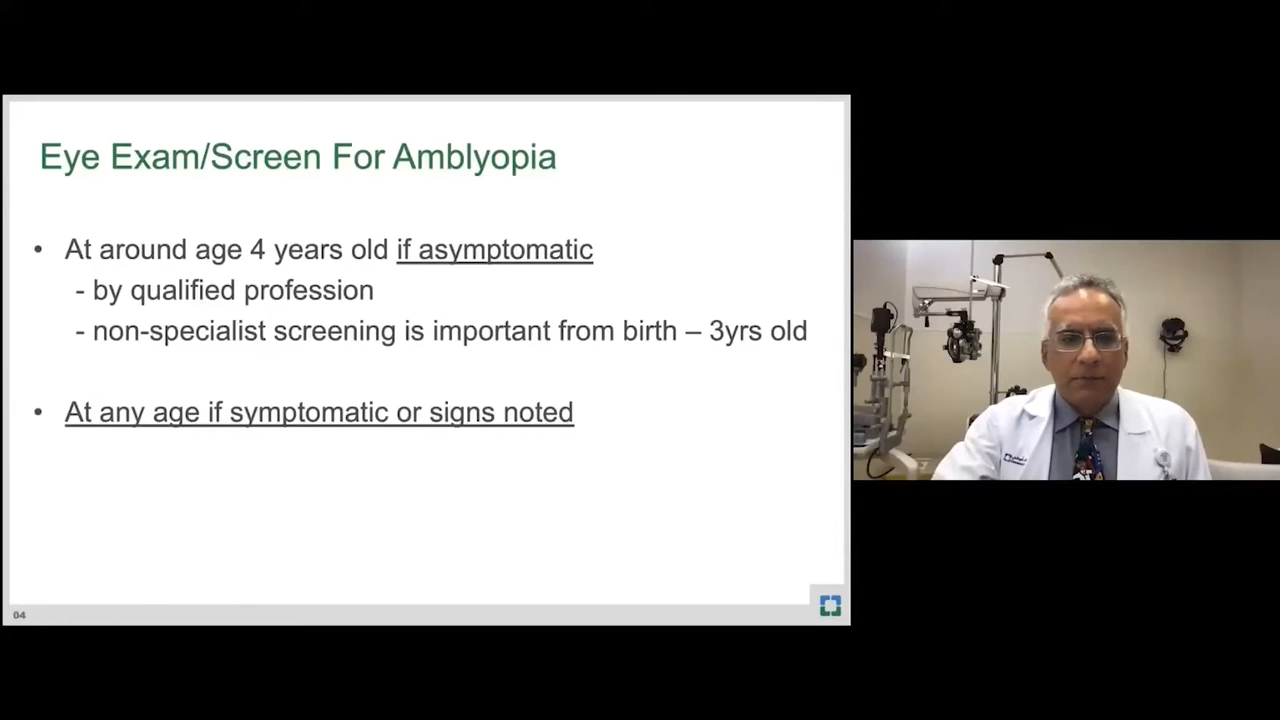 Eye Exam/Screen For Amblyopia
• At around age 4 years old if asymptomatic
- by qualified profession
- non-specialist screening is important from birth – 3yrs old
• At any age if symptomatic or signs noted
04